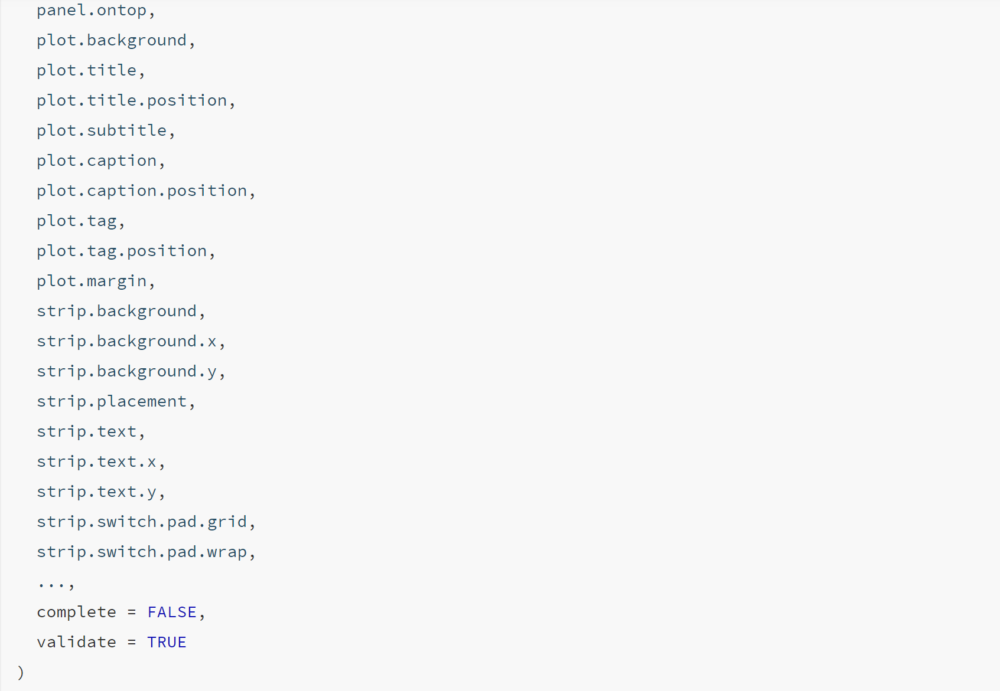 panel.ontop,
plot.background,
plot.title,
plot.title.position,
plot.subtitle,
plot.caption,
plot.caption.position,
plot.tag,
plot.tag.position,
plot.margin,
strip.background,
strip.background.x,
strip.background.y,
strip.placement,
strip.text,
strip.text.x,
strip.text.y,
strip.switch.pad.grid,
strip.switch.pad.wrap,
...,
complete = FALSE,
validate = TRUE
)